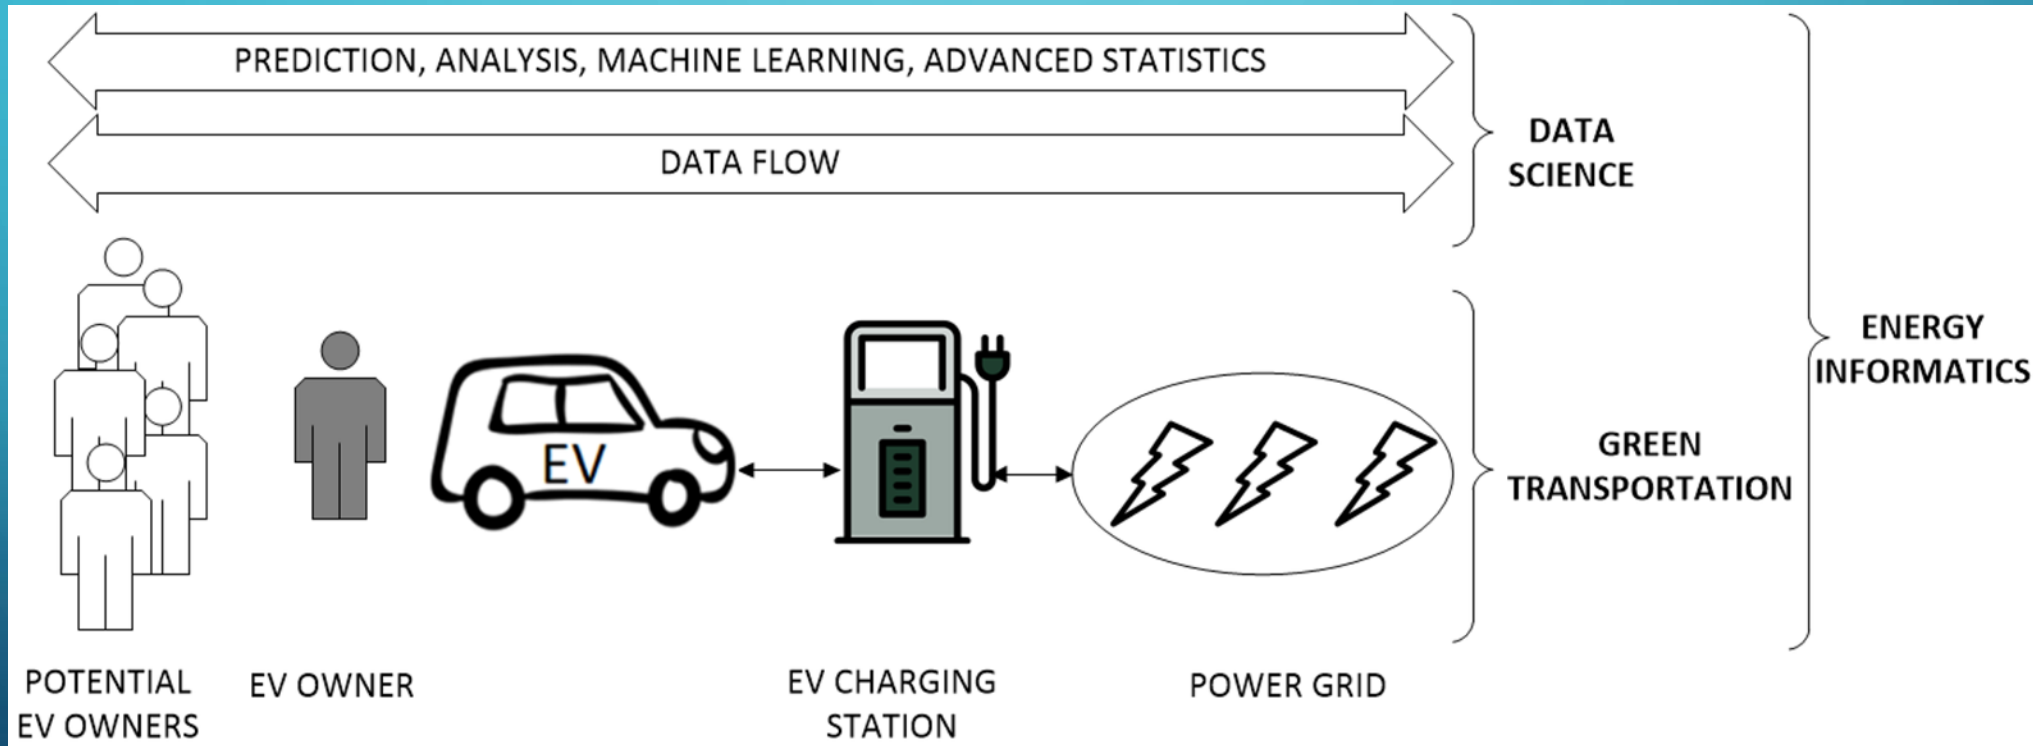 PREDICTION, ANALYSIS, MACHINE LEARNING, ADVANCED STATISTICS
DATA FLOW
DATA
SCIENCE
ENERGY
INFORMATICS
GREEN
TRANSPORTATION
EV
POTENTIAL
EV OWNERS
EV OWNER
EV CHARGING
STATION
POWER GRID